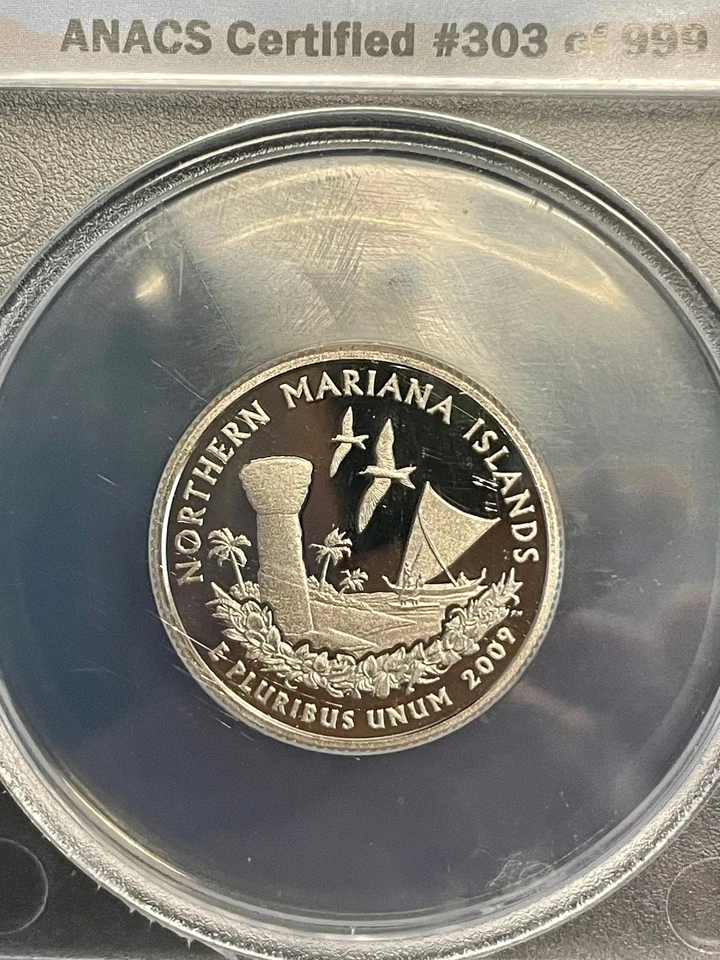 ANACS Certified #303 of 999
NORTHERN MARIANA ISLANDS
E PLURIBUS UNUM 2009